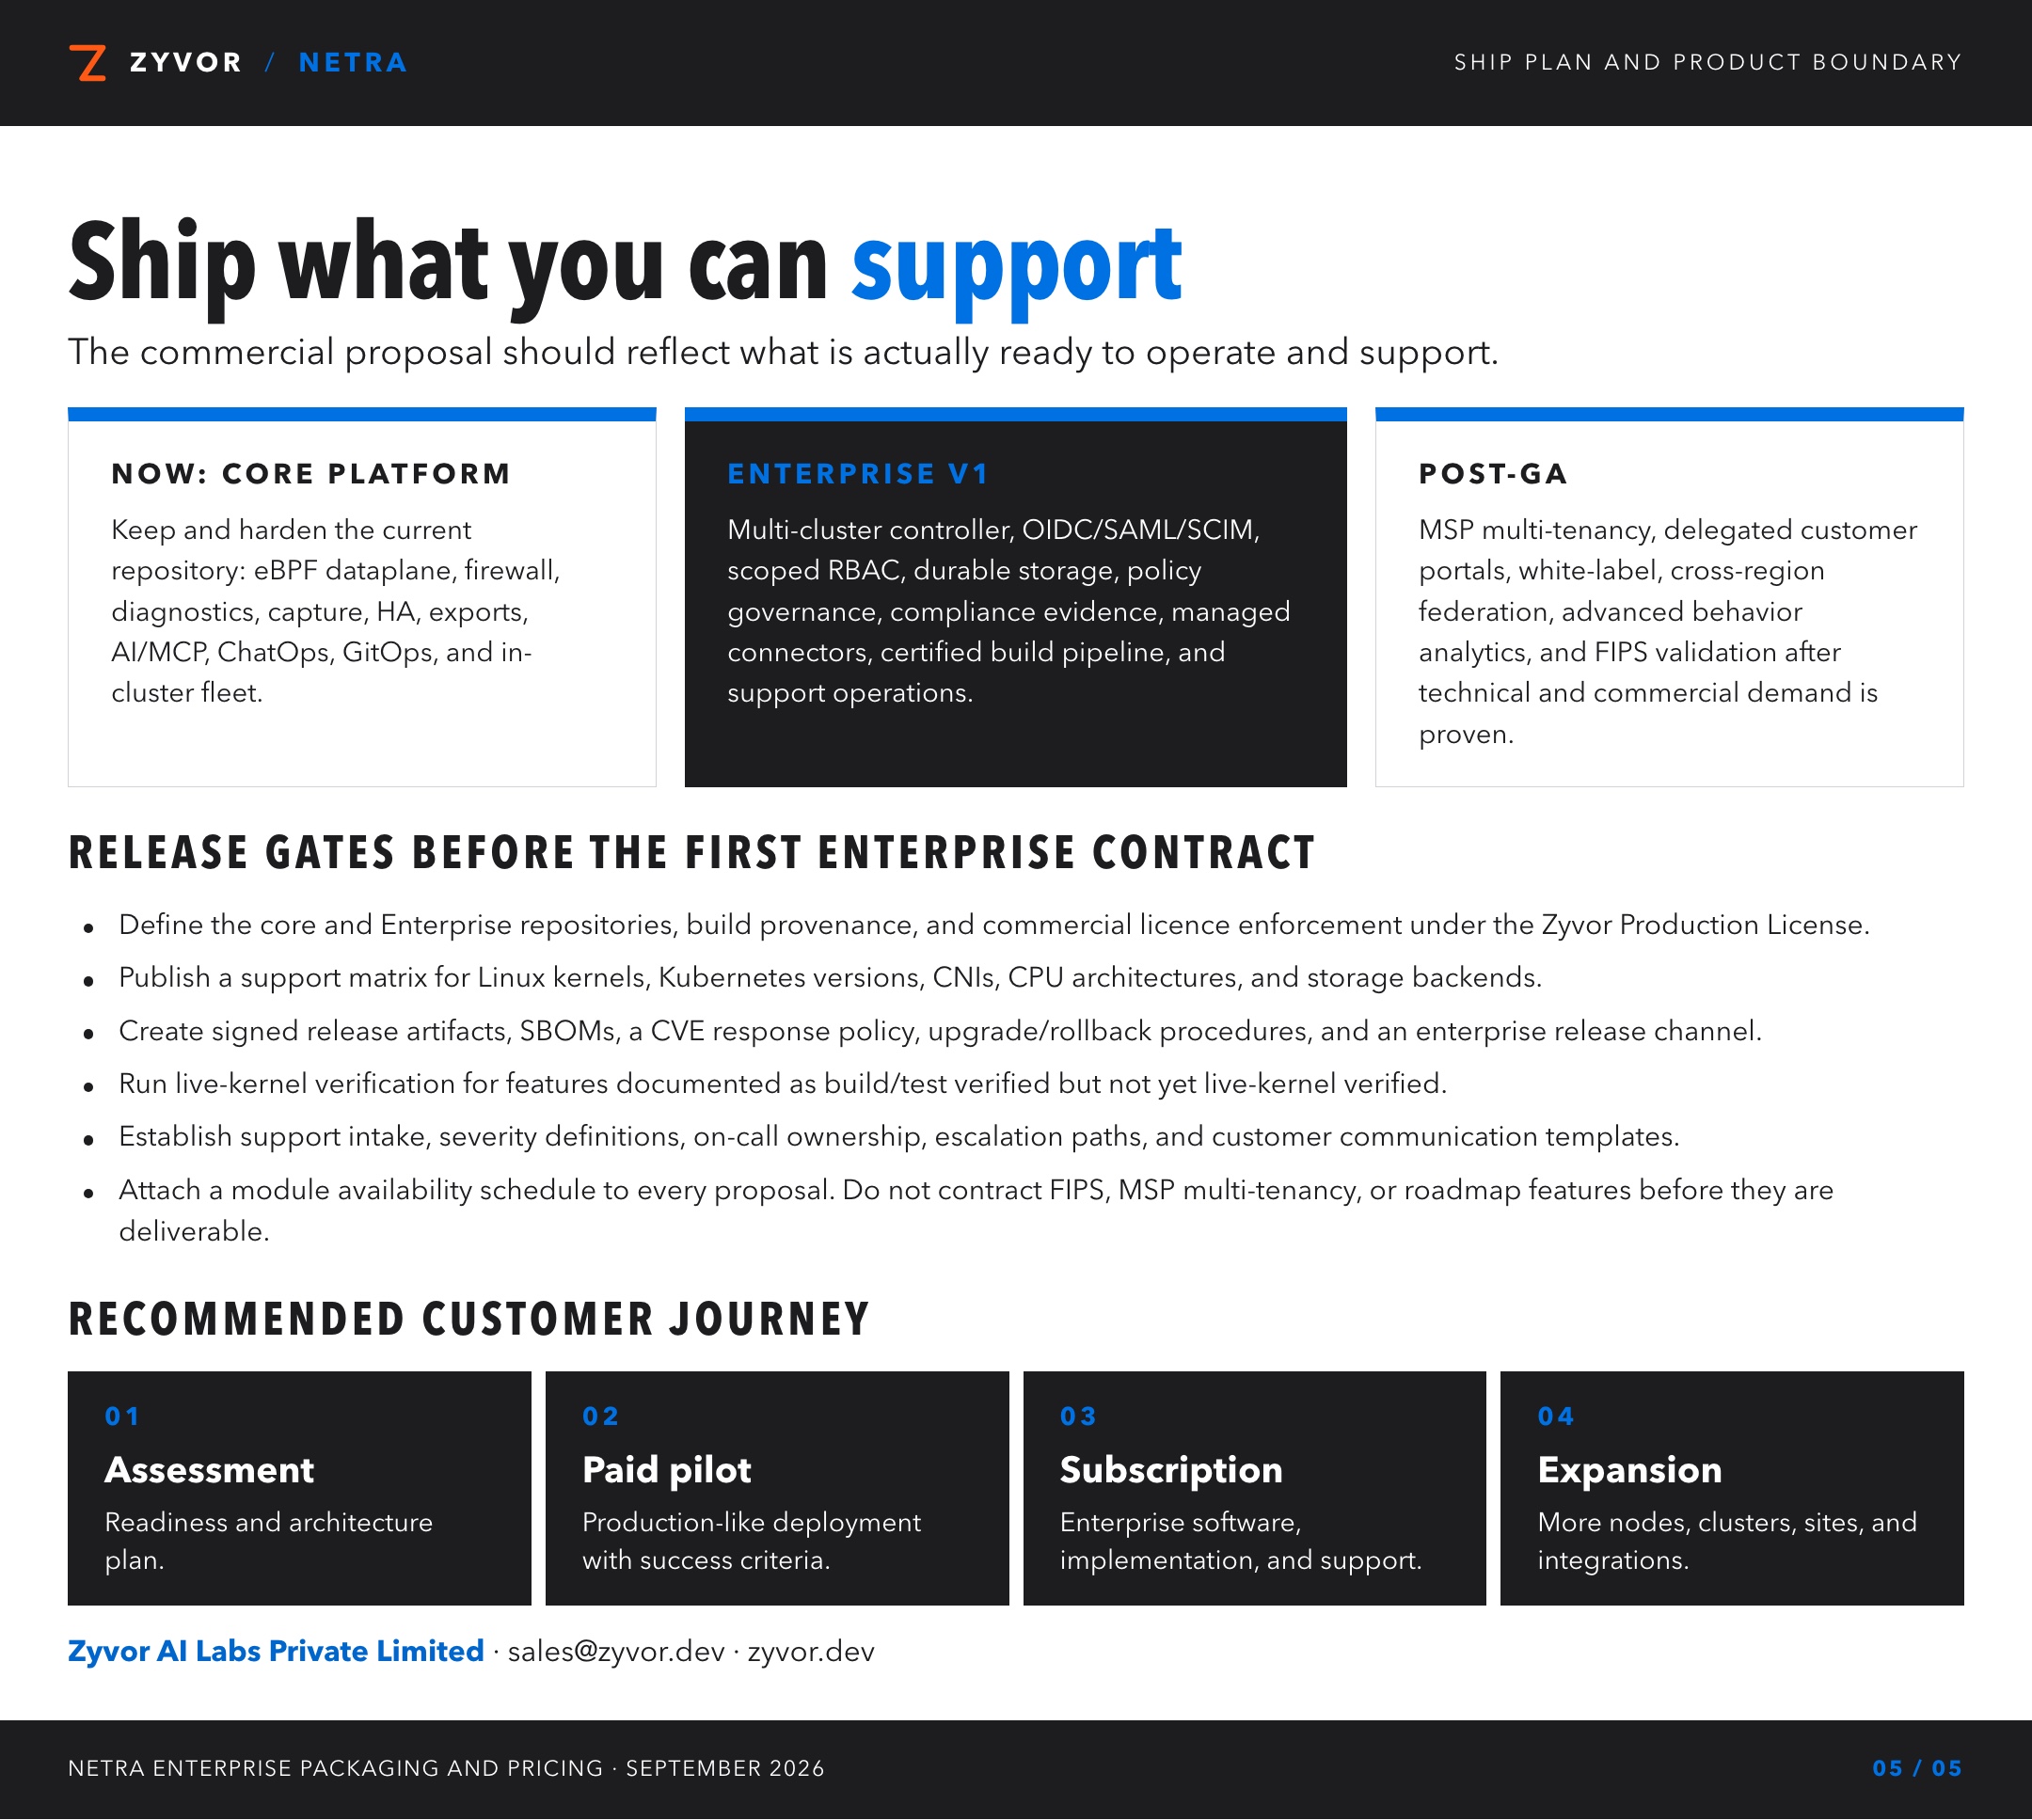 ZYVOR / NETRA
SHIP PLAN AND PRODUCT BOUNDARY
Ship what you can support
The commercial proposal should reflect what is actually ready to operate and support.
NOW: CORE PLATFORM
Keep and harden the current
repository: eBPF dataplane, firewall,
diagnostics, capture, HA, exports,
AI/MCP, ChatOps, GitOps, and in-
cluster fleet.
ENTERPRISE V1
Multi-cluster controller, OIDC/SAML/SCIM,
scoped RBAC, durable storage, policy
governance, compliance evidence, managed
connectors, certified build pipeline, and
support operations.
POST-GA
MSP multi-tenancy, delegated customer
portals, white-label, cross-region
federation, advanced behavior
analytics, and FIPS validation after
technical and commercial demand is
proven.
RELEASE GATES BEFORE THE FIRST ENTERPRISE CONTRACT
• Define the core and Enterprise repositories, build provenance, and commercial licence enforcement under the Zyvor Production License.
• Publish a support matrix for Linux kernels, Kubernetes versions, CNIs, CPU architectures, and storage backends.
• Create signed release artifacts, SBOMs, a CVE response policy, upgrade/rollback procedures, and an enterprise release channel.
• Run live-kernel verification for features documented as build/test verified but not yet live-kernel verified.
• Establish support intake, severity definitions, on-call ownership, escalation paths, and customer communication templates.
• Attach a module availability schedule to every proposal. Do not contract FIPS, MSP multi-tenancy, or roadmap features before they are
deliverable.
RECOMMENDED CUSTOMER JOURNEY
01
Assessment
Readiness and architecture
plan.
02
Paid pilot
Production-like deployment
with success criteria.
03
Subscription
Enterprise software,
implementation, and support.
04
Expansion
More nodes, clusters, sites, and
integrations.
Zyvor AI Labs Private Limited · sales@zyvor.dev · zyvor.dev
NETRA ENTERPRISE PACKAGING AND PRICING · SEPTEMBER 2026
05 / 05